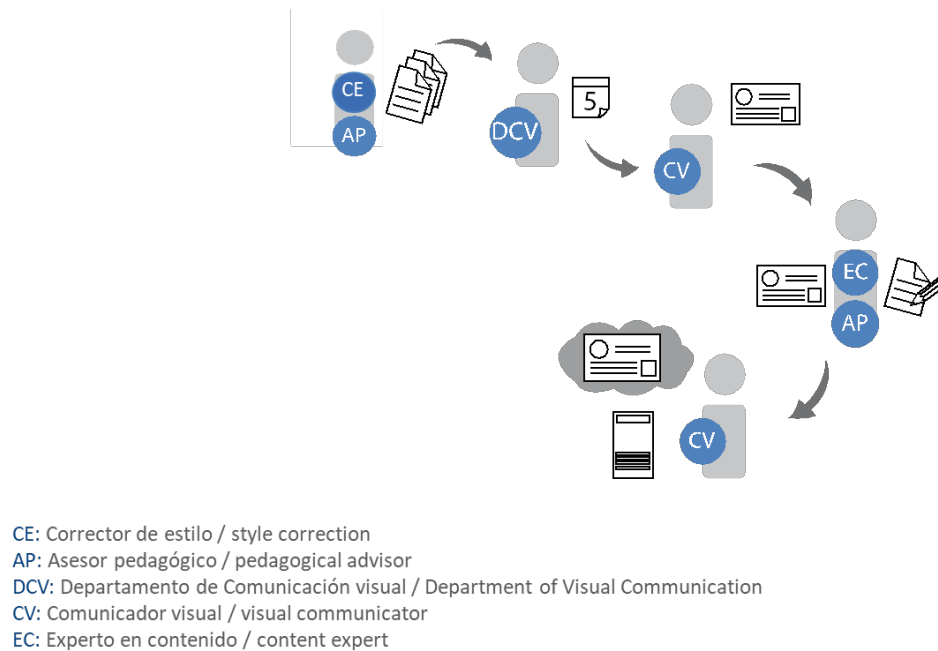 CE
AP
DCV
5
CV
EC
AP
CV
CE: Corrector de estilo / style correction
AP: Asesor pedagógico / pedagogical advisor
DCV: Departamento de Comunicación visual / Department of Visual Communication
CV: Comunicador visual / visual communicator
EC: Experto en contenido / content expert